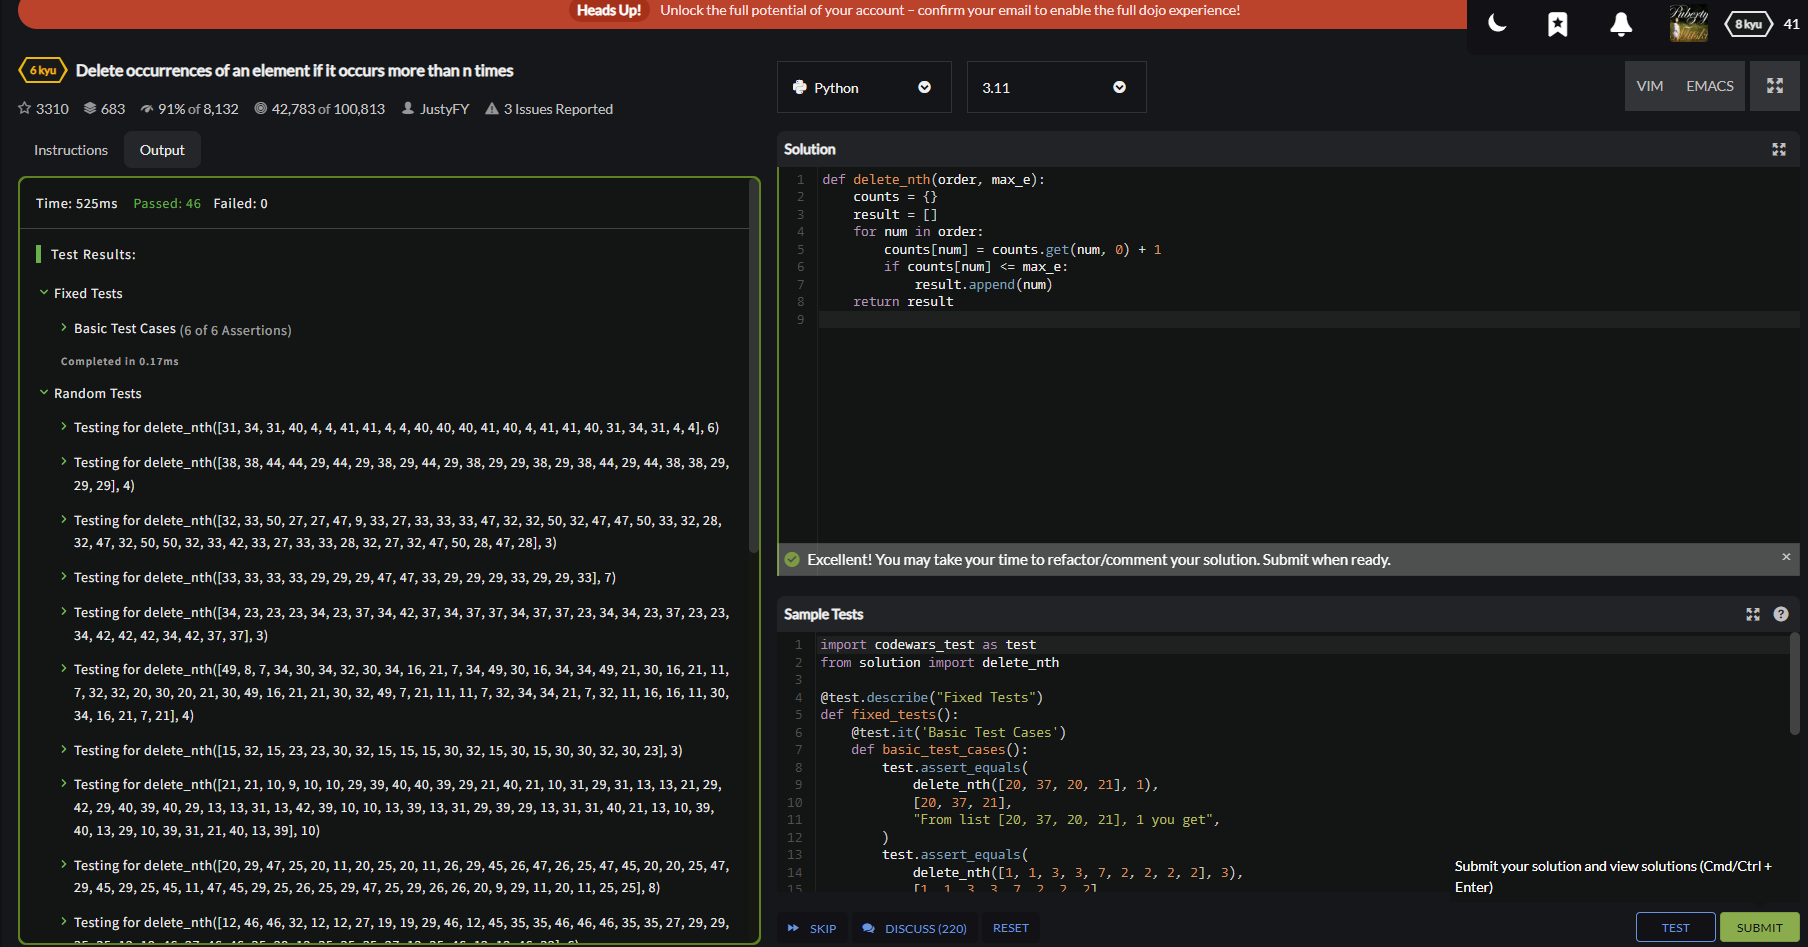 Heads Up! Unlock the full potential of your account – confirm your email to enable the full dojo experience!
8 kyu 41
6 kyu Delete occurrences of an element if it occurs more than n times
3310 683 91% of 8,132 42,783 of 100,813 JustyFY 3 Issues Reported
Instructions Output
Time: 525ms Passed: 46 Failed: 0
Test Results:
Fixed Tests
Basic Test Cases (6 of 6 Assertions)
Completed in 0.17ms
Random Tests
Testing for delete_nth([31, 34, 31, 40, 4, 4, 41, 41, 4, 4, 40, 40, 40, 41, 40, 4, 41, 41, 40, 31, 34, 31, 4, 4], 6)
Testing for delete_nth([38, 38, 44, 44, 29, 44, 29, 38, 29, 44, 29, 38, 29, 29, 38, 29, 38, 44, 29, 44, 38, 38, 29,
29, 29], 4)
Testing for delete_nth([32, 33, 50, 27, 27, 47, 9, 33, 27, 33, 33, 33, 47, 32, 32, 50, 32, 47, 47, 50, 33, 32, 28,
32, 47, 32, 50, 50, 32, 33, 42, 33, 27, 33, 33, 28, 32, 27, 32, 47, 50, 28, 47, 28], 3)
Testing for delete_nth([33, 33, 33, 33, 29, 29, 29, 47, 47, 33, 29, 29, 29, 33, 29, 29, 33], 7)
Testing for delete_nth([34, 23, 23, 23, 34, 23, 37, 34, 42, 37, 34, 37, 37, 34, 37, 37, 23, 34, 34, 23, 37, 23, 23,
34, 42, 42, 42, 34, 42, 37, 37], 3)
Testing for delete_nth([49, 8, 7, 34, 30, 34, 32, 30, 34, 16, 21, 7, 34, 49, 30, 16, 34, 34, 49, 21, 30, 16, 21, 11,
7, 32, 32, 20, 30, 20, 21, 30, 49, 16, 21, 21, 30, 32, 49, 7, 21, 11, 11, 7, 32, 34, 34, 21, 7, 32, 11, 16, 16, 11, 30,
34, 16, 21, 7, 21], 4)
Testing for delete_nth([15, 32, 15, 23, 23, 30, 32, 15, 15, 15, 30, 32, 15, 30, 15, 30, 30, 32, 30, 23], 3)
Testing for delete_nth([21, 21, 10, 9, 10, 10, 29, 39, 40, 40, 39, 29, 21, 40, 21, 10, 31, 29, 31, 13, 13, 21, 29,
42, 29, 40, 39, 40, 29, 13, 13, 31, 13, 42, 39, 10, 10, 13, 39, 13, 31, 29, 39, 29, 13, 31, 31, 40, 21, 13, 10, 39,
40, 13, 29, 10, 39, 31, 21, 40, 13, 39], 10)
Testing for delete_nth([20, 29, 47, 25, 20, 11, 20, 25, 20, 11, 26, 29, 45, 26, 47, 26, 25, 47, 45, 20, 20, 25, 47,
29, 45, 29, 25, 45, 11, 47, 45, 29, 25, 26, 25, 29, 47, 25, 29, 26, 26, 20, 9, 29, 11, 20, 11, 25, 25], 8)
Testing for delete_nth([12, 46, 46, 32, 12, 12, 27, 19, 19, 29, 46, 12, 45, 35, 35, 46, 46, 46, 35, 35, 27, 29, 29,
Python 3.11 VIM EMACS
Solution
1 def delete_nth(order, max_e):
2 counts = {}
3 result = []
4 for num in order:
5 counts[num] = counts.get(num, 0) + 1
6 if counts[num] <= max_e:
7 result.append(num)
8 return result
9
Excellent! You may take your time to refactor/comment your solution. Submit when ready. ×
Sample Tests
1 import codewars_test as test
2 from solution import delete_nth
3
4 @test.describe("Fixed Tests")
5 def fixed_tests():
6 @test.it('Basic Test Cases')
7 def basic_test_cases():
8 test.assert_equals(
9 delete_nth([20, 37, 20, 21], 1),
10 [20, 37, 21],
11 "From list [20, 37, 20, 21], 1 you get",
12 )
13 test.assert_equals(
14 delete_nth([1, 1, 3, 3, 7, 2, 2, 2, 2], 3),
15 [1, 1, 3, 3, 7, 2, 2, 2]
Submit your solution and view solutions (Cmd/Ctrl +
Enter)
SKIP DISCUSS (220) RESET TEST SUBMIT